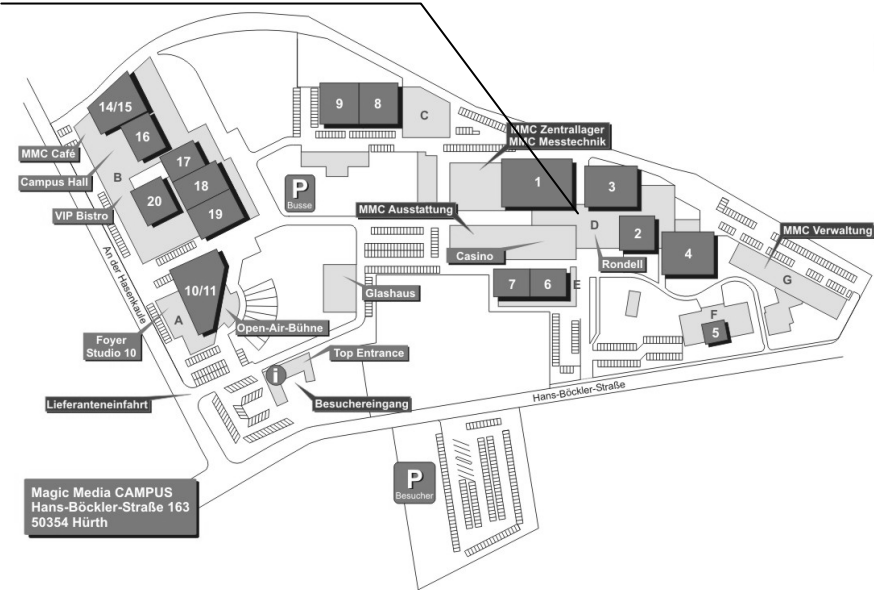 9
8
C
14/15
16
MMC Zentrallager
MMC Messtechnik
MMC Café
17
Campus Hall
B
18
P
Busse
1
3
20
19
VIP Bistro
MMC Ausstattung
D
2
MMC Verwaltung
An der Hasenkaule
Casino
Rondell
4
10/11
7
6
E
G
Glashaus
A
Open-Air-Bühne
F
5
Foyer
Studio 10
Top Entrance
i
Lieferanteneinfahrt
Besuchereingang
Hans-Böckler-Straße
P
Besucher
Magic Media CAMPUS
Hans-Böckler-Straße 163
50354 Hürth